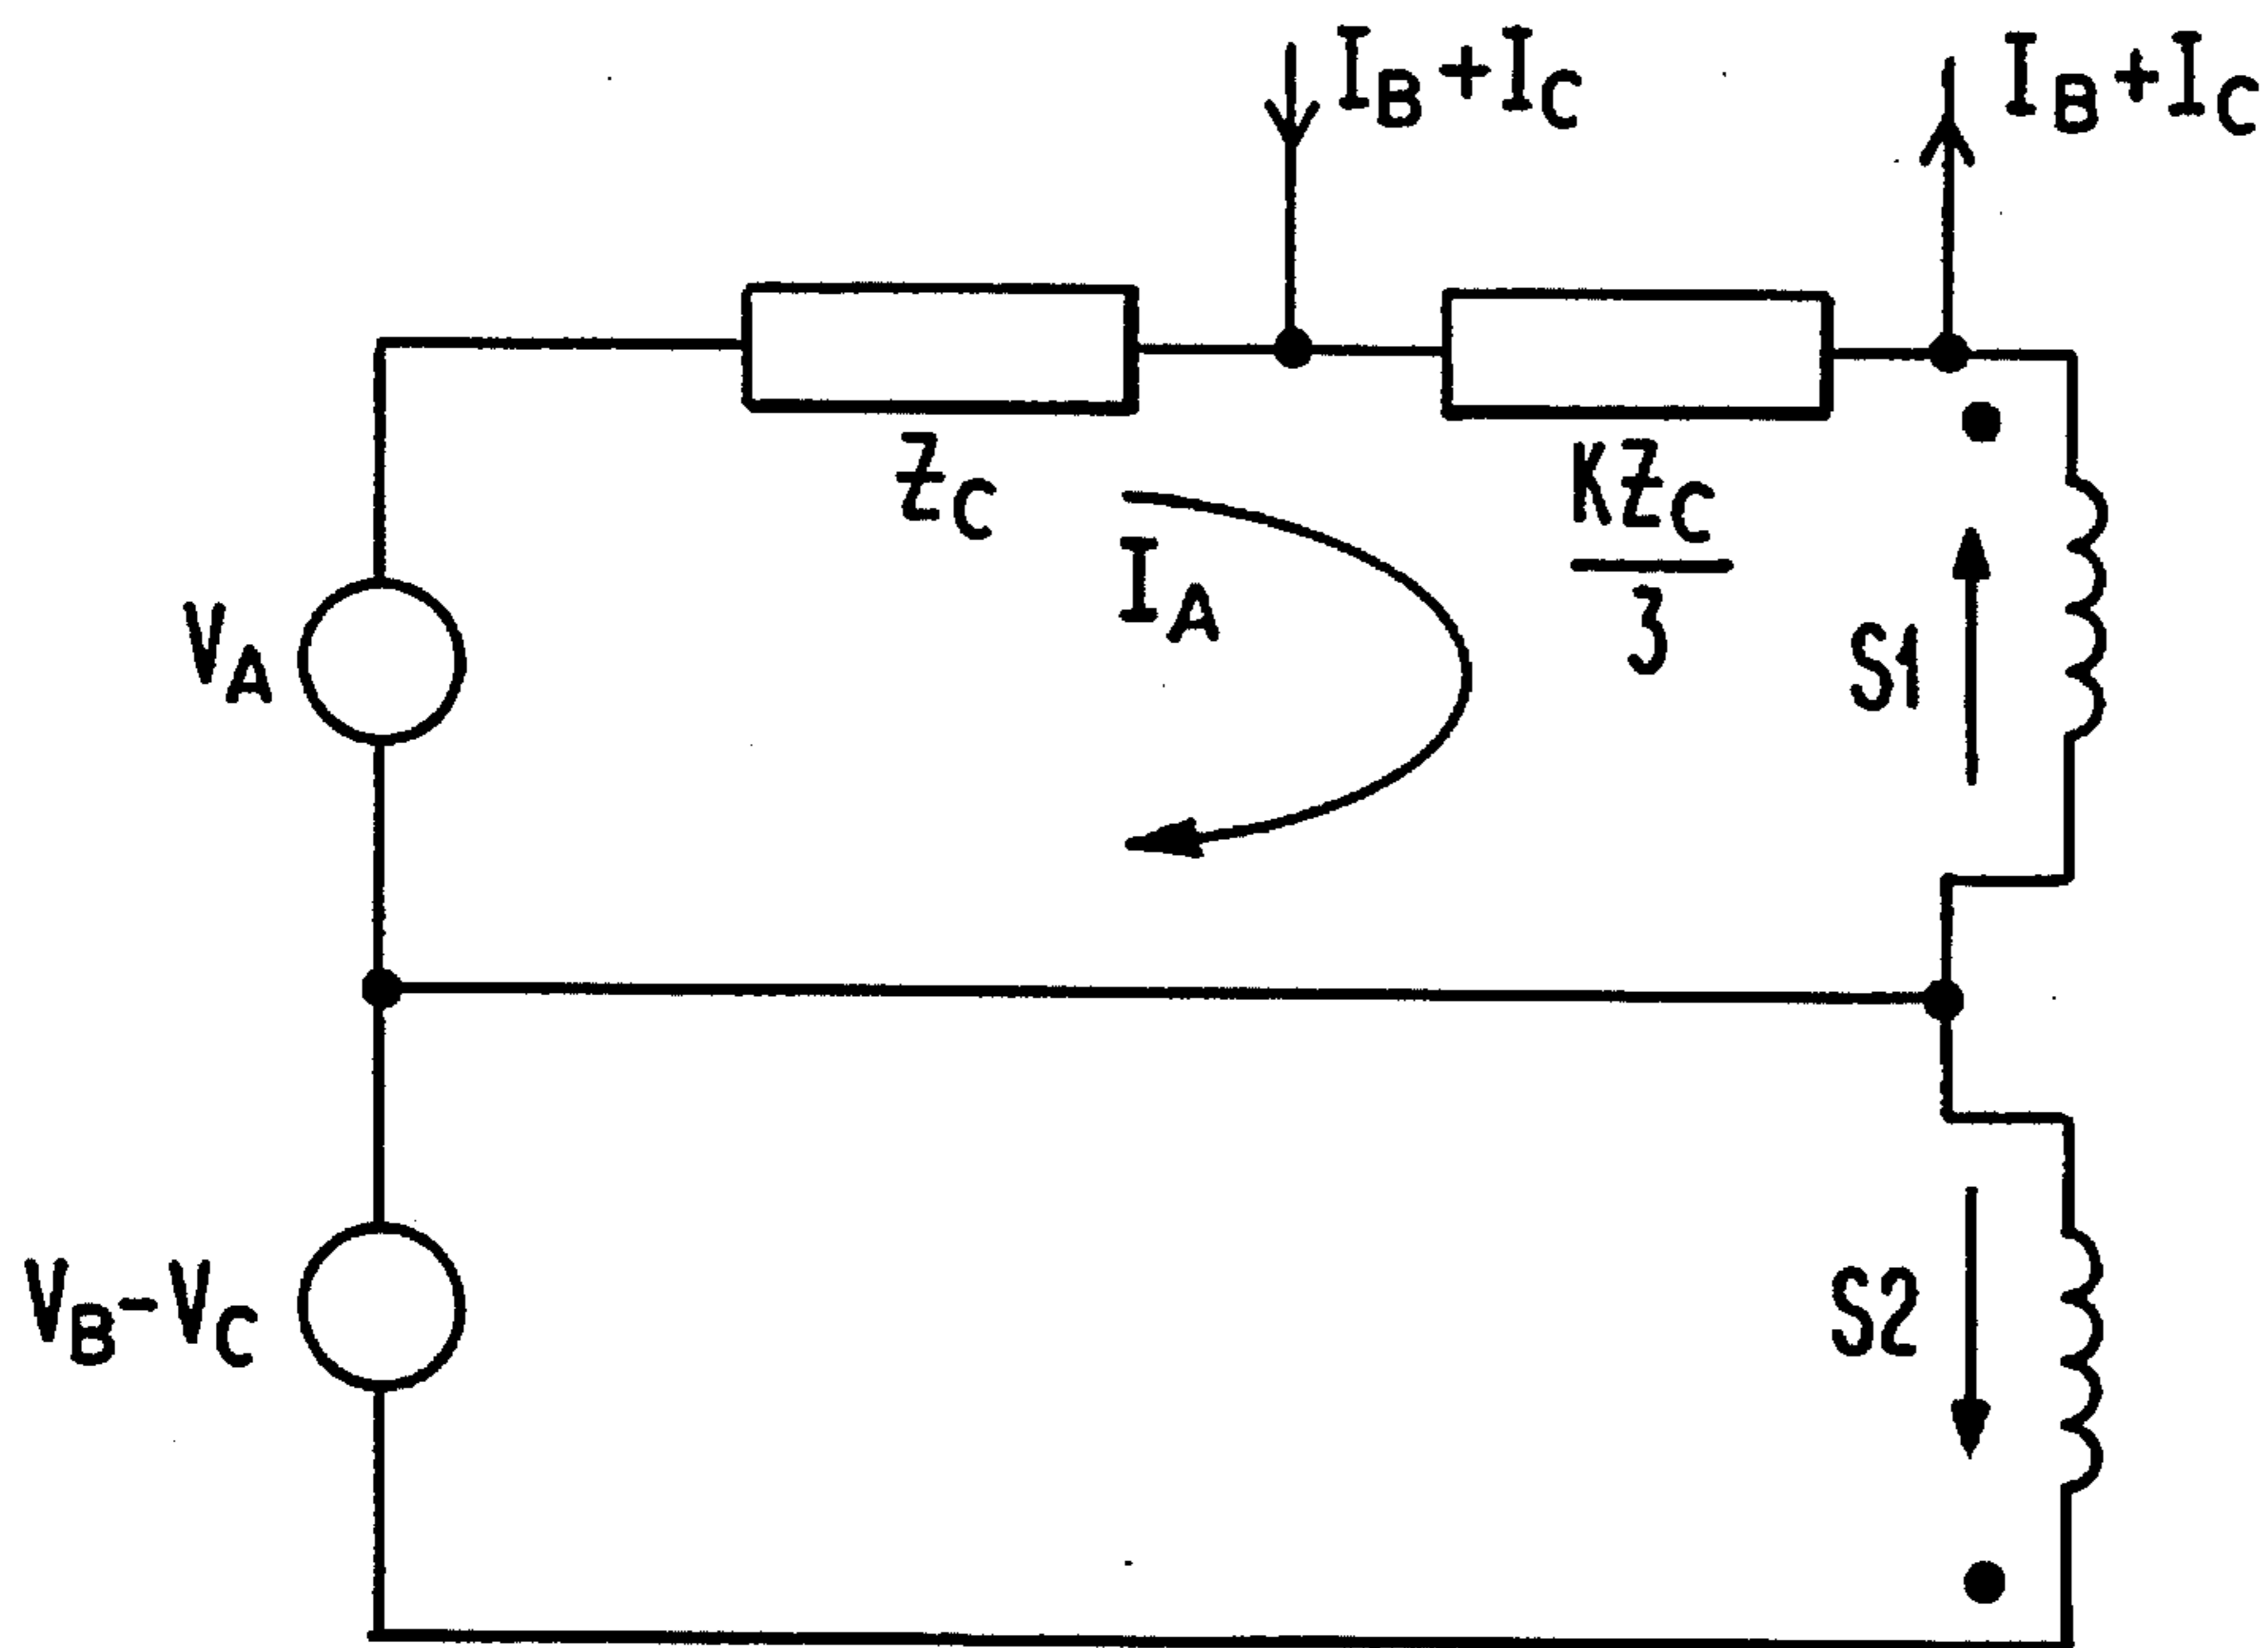 I_B+I_C
I_B+I_C
Z_C
KZ_C
3
I_A
V_A
S1
V_B-V_C
S2